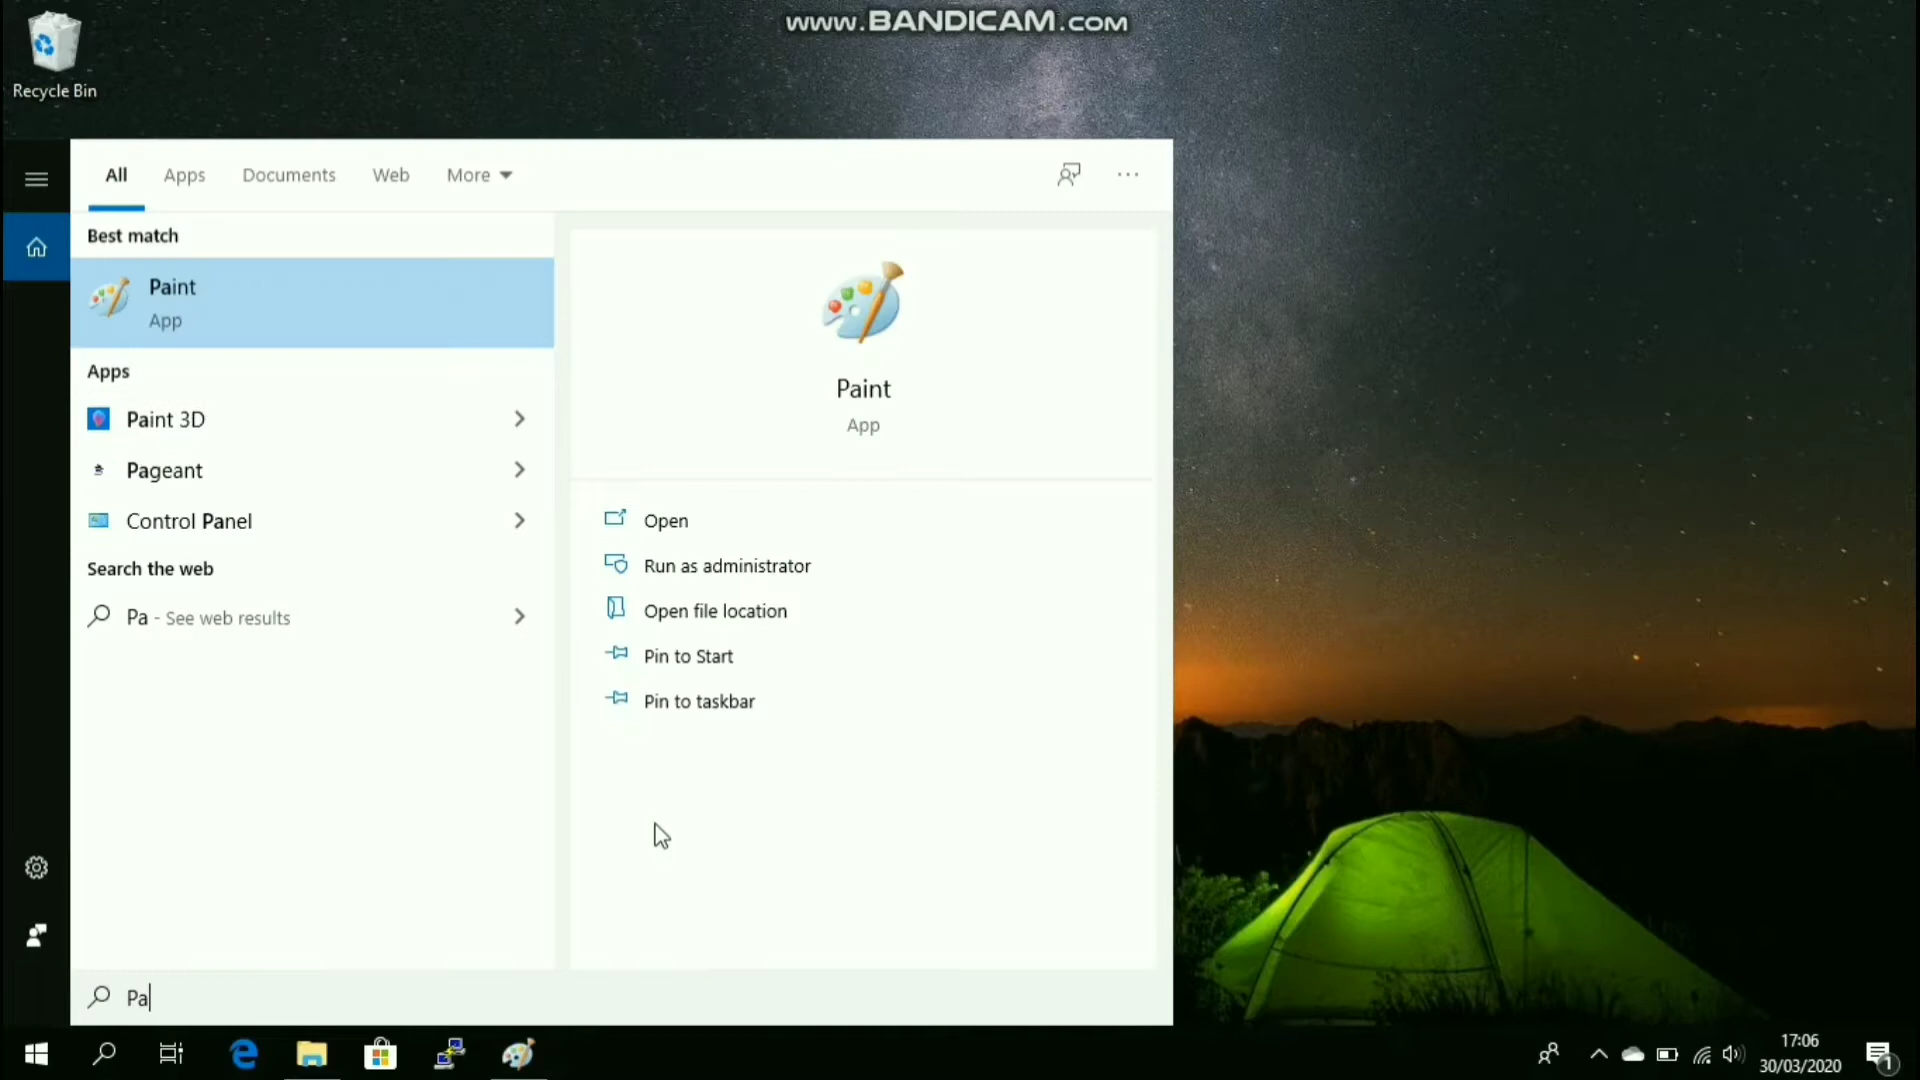 www.BANDICAM.com
Recycle Bin
All Apps Documents Web More
Best match
Paint
App
Apps
Paint 3D
Pageant
Control Panel
Search the web
Pa - See web results
Paint
App
Open
Run as administrator
Open file location
Pin to Start
Pin to taskbar
Pa
17:06
30/03/2020
1